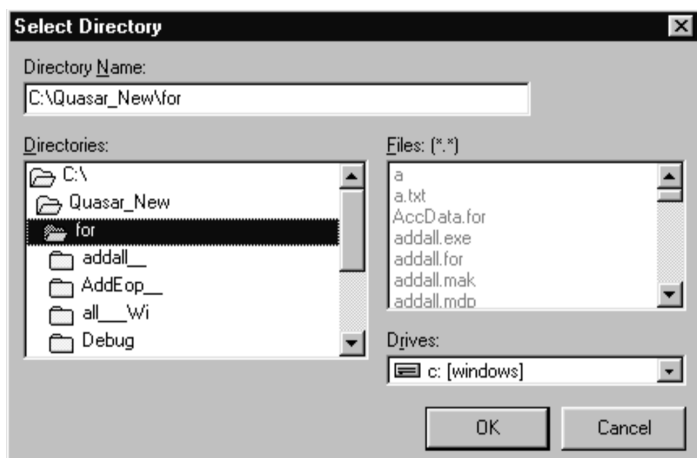 Select Directory
Directory Name:
C:\Quasar_New\for
Directories:
C:\
Quasar_New
for
addall__
AddEop__
all___Wi
Debug
Files: (*.*)
a
a.txt
AccData.for
addall.exe
addall.for
addall.mak
addall.mdp
Drives:
c: [windows]
OK
Cancel